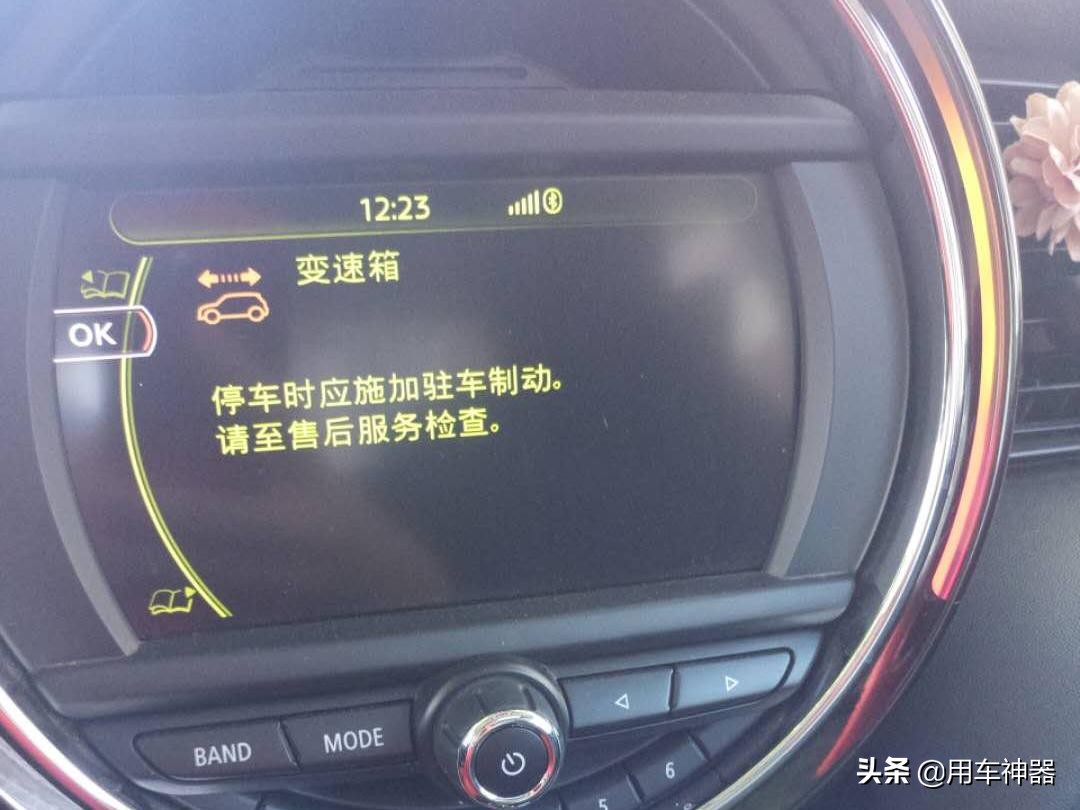 12:23
变速箱
OK
停车时应施加驻车制动。
请至售后服务检查。
BAND
MODE
5
6
头条 @用车神器